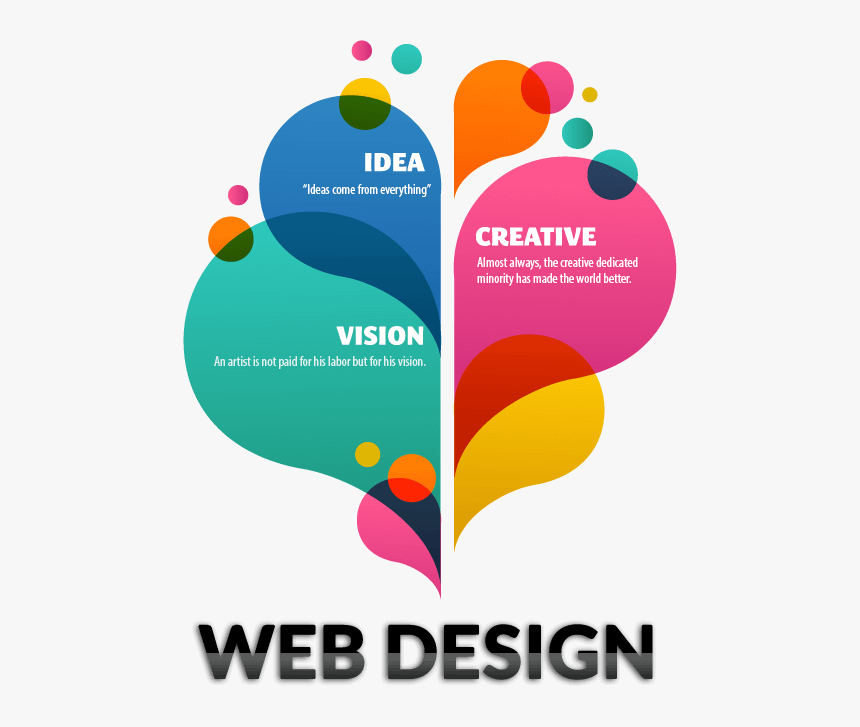 IDEA
“Ideas come from everything”
CREATIVE
Almost always, the creative dedicated
minority has made the world better.
VISION
An artist is not paid for his labor but for his vision.
WEB DESIGN